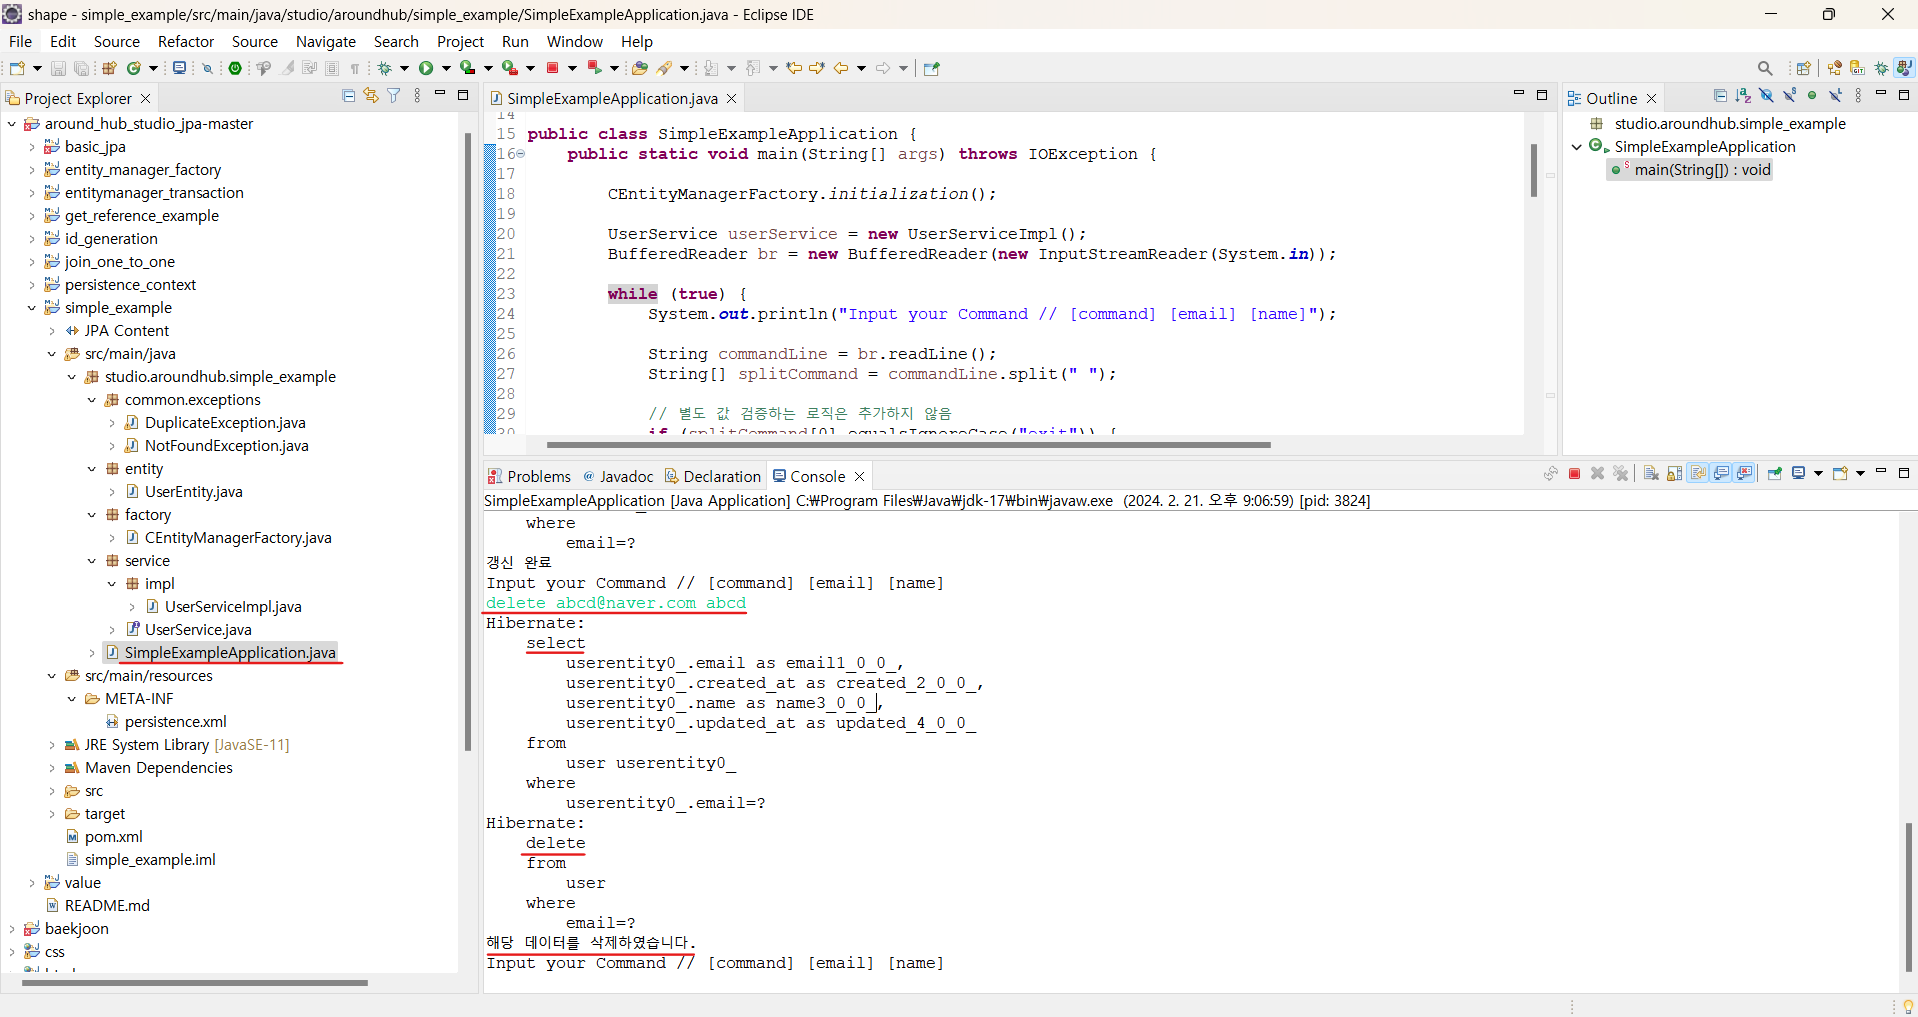 shape - simple_example/src/main/java/studio/aroundhub/simple_example/SimpleExampleApplication.java - Eclipse IDE
File Edit Source Refactor Source Navigate Search Project Run Window Help
Project Explorer
around_hub_studio_jpa-master
basic_jpa
entity_manager_factory
entitymanager_transaction
get_reference_example
id_generation
join_one_to_one
persistence_context
simple_example
JPA Content
src/main/java
studio.aroundhub.simple_example
common.exceptions
DuplicateException.java
NotFoundException.java
entity
UserEntity.java
factory
CEntityManagerFactory.java
service
impl
UserServiceImpl.java
UserService.java
SimpleExampleApplication.java
src/main/resources
META-INF
persistence.xml
JRE System Library [JavaSE-11]
Maven Dependencies
src
target
pom.xml
simple_example.iml
value
README.md
baekjoon
css
SimpleExampleApplication.java
14
15 public class SimpleExampleApplication {
16 public static void main(String[] args) throws IOException {
17
18 CEntityManagerFactory.initialization();
19
20 UserService userService = new UserServiceImpl();
21 BufferedReader br = new BufferedReader(new InputStreamReader(System.in));
22
23 while (true) {
24 System.out.println("Input your Command // [command] [email] [name]");
25
26 String commandLine = br.readLine();
27 String[] splitCommand = commandLine.split(" ");
28
29 // 별도 값 검증하는 로직은 추가하지 않음
30 if (splitCommand[0].equalsIgnoreCase("exit")) {
Outline
studio.aroundhub.simple_example
SimpleExampleApplication
main(String[]) : void
Problems @ Javadoc Declaration Console
SimpleExampleApplication [Java Application] C:₩Program Files₩Java₩jdk-17₩bin₩javaw.exe (2024. 2. 21. 오후 9:06:59) [pid: 3824]
where
email=?
갱신 완료
Input your Command // [command] [email] [name]
delete abcd@naver.com abcd
Hibernate:
select
userentity0_.email as email1_0_0_,
userentity0_.created_at as created_2_0_0_,
userentity0_.name as name3_0_0_,
userentity0_.updated_at as updated_4_0_0_
from
user userentity0_
where
userentity0_.email=?
Hibernate:
delete
from
user
where
email=?
해당 데이터를 삭제하였습니다.
Input your Command // [command] [email] [name]